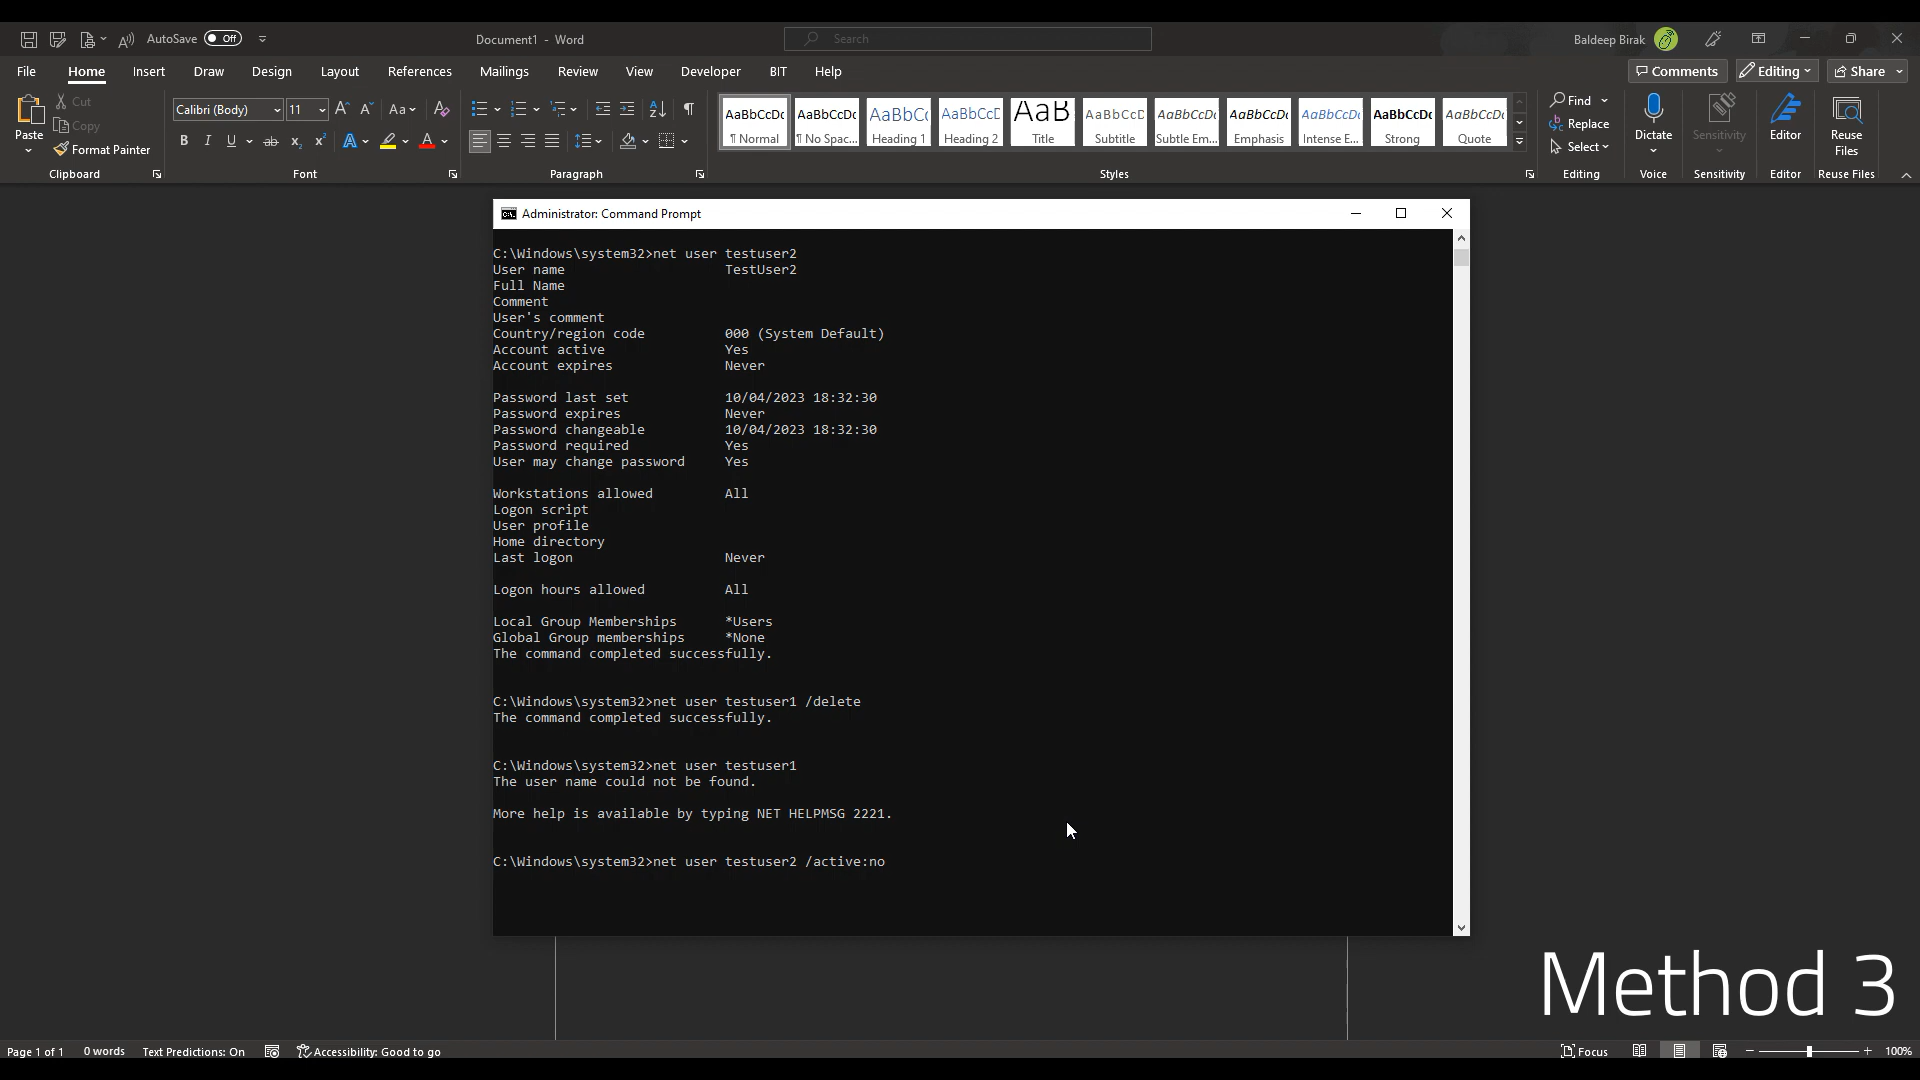 AutoSave Off
Document1 - Word
Search
Baldeep Birak
File Home Insert Draw Design Layout References Mailings Review View Developer BIT Help
Comments Editing Share
Paste
Cut
Copy
Format Painter
Clipboard
Calibri (Body) 11
Font
Paragraph
AaBbCcDc AaBbCcDc AaBbCc AaBbCcC AaB AaBbCcC AaBbCcDc AaBbCcDc AaBbCcDc AaBbCcDc AaBbCcDc
¶ Normal ¶ No Spac... Heading 1 Heading 2 Title Subtitle Subtle Em... Emphasis Intense E... Strong Quote
Styles
Find
Replace
Select
Editing
Dictate
Voice
Sensitivity
Sensitivity
Editor
Editor
Reuse
Files
Reuse Files
Administrator: Command Prompt
C:\Windows\system32>net user testuser2
User name TestUser2
Full Name
Comment
User's comment
Country/region code 000 (System Default)
Account active Yes
Account expires Never
Password last set 10/04/2023 18:32:30
Password expires Never
Password changeable 10/04/2023 18:32:30
Password required Yes
User may change password Yes
Workstations allowed All
Logon script
User profile
Home directory
Last logon Never
Logon hours allowed All
Local Group Memberships *Users
Global Group memberships *None
The command completed successfully.
C:\Windows\system32>net user testuser1 /delete
The command completed successfully.
C:\Windows\system32>net user testuser1
The user name could not be found.
More help is available by typing NET HELPMSG 2221.
C:\Windows\system32>net user testuser2 /active:no
Method 3
Page 1 of 1 0 words Text Predictions: On Accessibility: Good to go Focus 100%